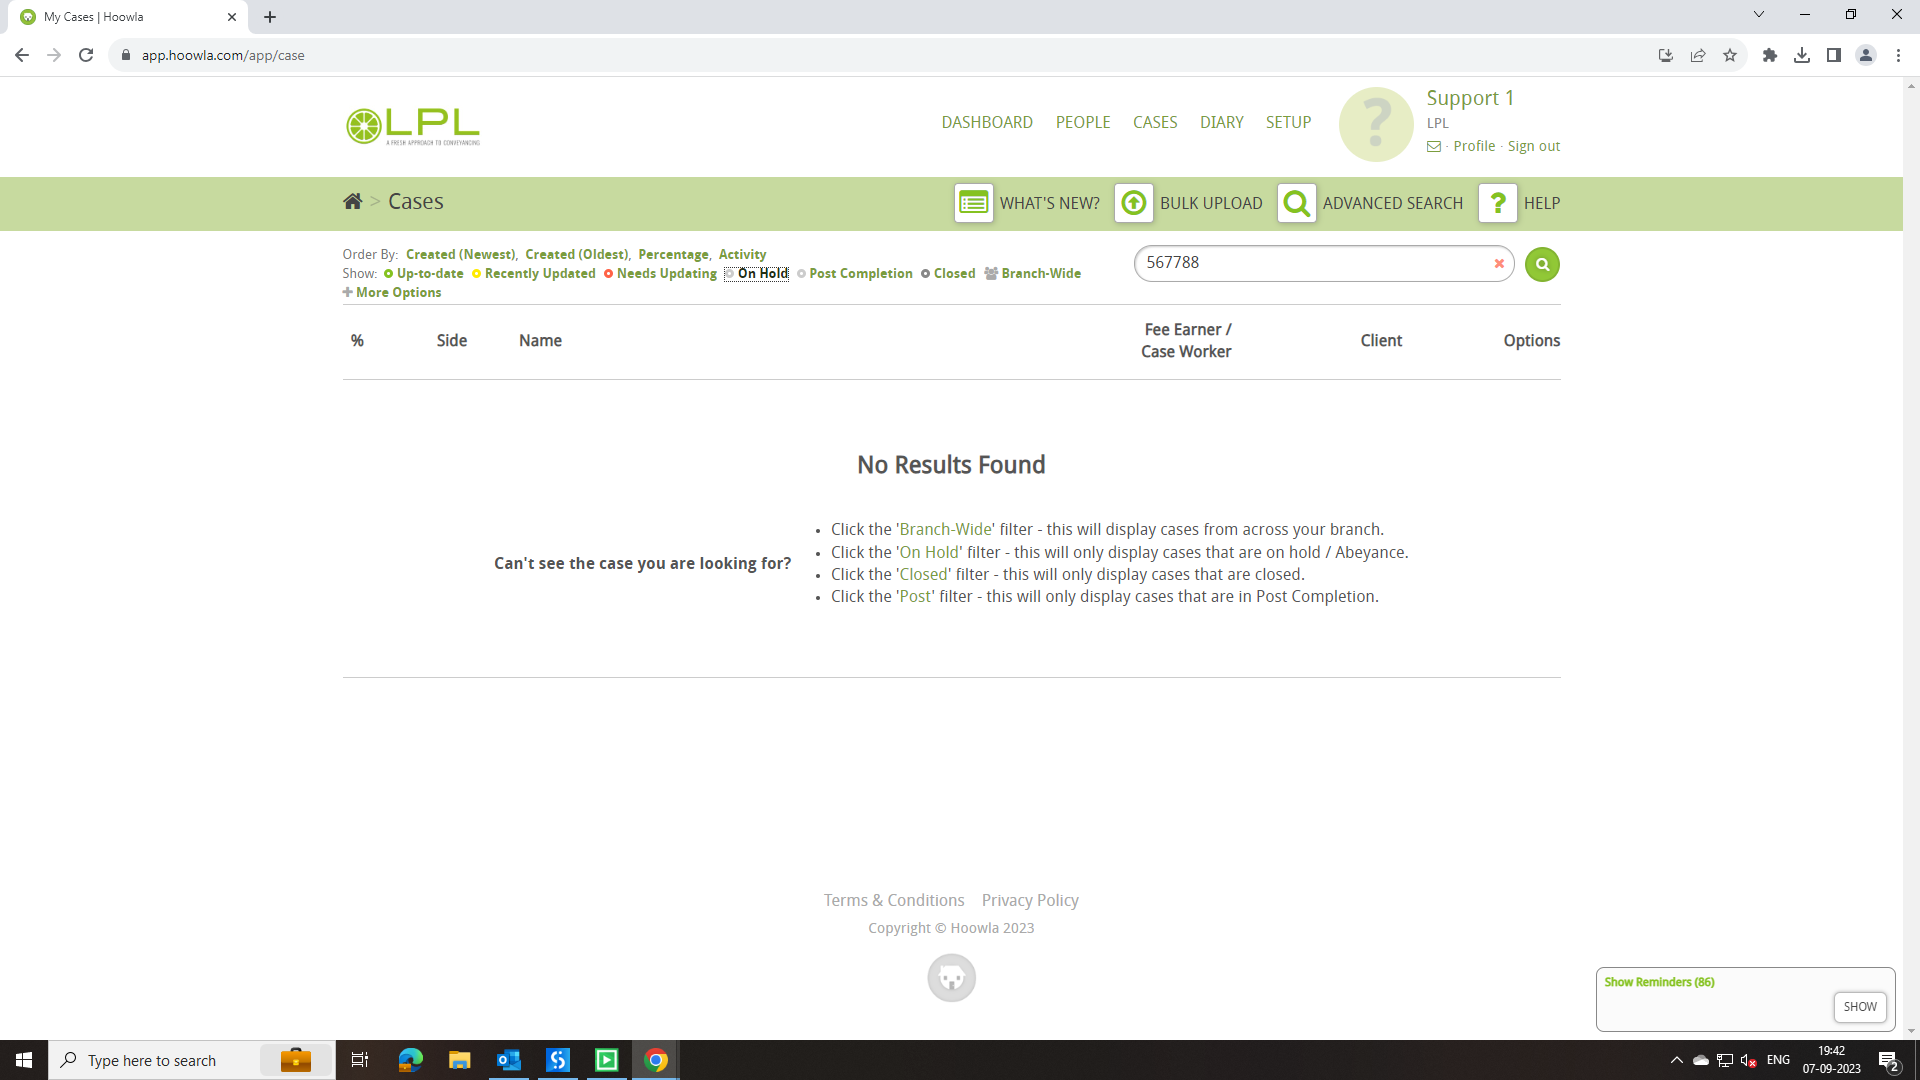 My Cases | Hoowla
app.hoowla.com/app/case
LPL
A FRESH APPROACH TO CONVEYANCING
DASHBOARD PEOPLE CASES DIARY SETUP
?
Support 1
LPL
· Profile · Sign out
> Cases
WHAT'S NEW? BULK UPLOAD ADVANCED SEARCH ? HELP
Order By: Created (Newest), Created (Oldest), Percentage, Activity
Show: Up-to-date Recently Updated Needs Updating On Hold Post Completion Closed Branch-Wide
More Options
567788
% Side Name Fee Earner / Case Worker Client Options
No Results Found
Can't see the case you are looking for?
• Click the 'Branch-Wide' filter - this will display cases from across your branch.
• Click the 'On Hold' filter - this will only display cases that are on hold / Abeyance.
• Click the 'Closed' filter - this will only display cases that are closed.
• Click the 'Post' filter - this will only display cases that are in Post Completion.
Terms & Conditions Privacy Policy
Copyright © Hoowla 2023
Show Reminders (86)
SHOW
Type here to search
ENG
19:42
07-09-2023
2